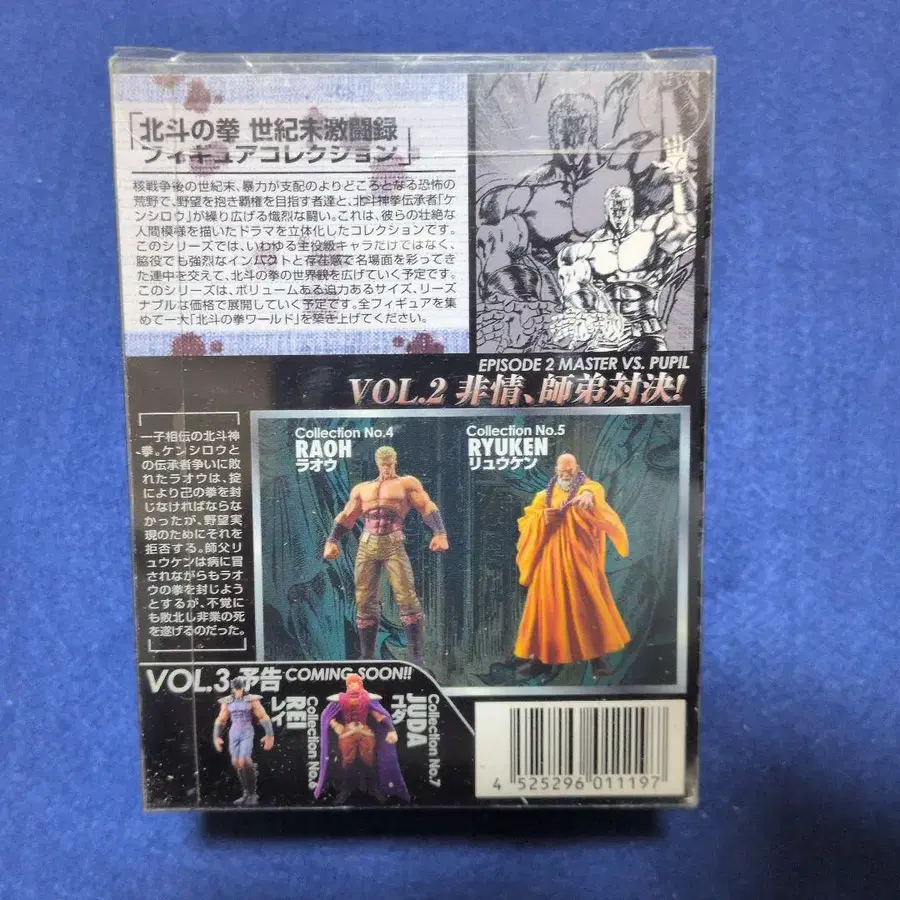 「北斗の拳 世紀末激闘録
フィギュアコレクション」
核戦争後の世紀末、暴力が支配のよりどころとなる恐怖の
荒野で、野望を抱き覇権を目指す者達と、北斗神拳伝承者「ケ
ンシロウ」が繰り広げる熾烈な闘い。これは、彼らの壮絶な
人間模様を描いたドラマを立体化したコレクションです。
このシリーズでは、いわゆる主役級キャラだけではなく、
脇役でも強烈なインパクトと存在感で名場面を彩ってき
た連中を交えて、北斗の拳の世界観を広げていく予定です。
このシリーズは、ボリュームある迫力あるサイズ、リーズ
ナブルな価格で展開していく予定です。全フィギュアを集
めて一大「北斗の拳ワールド」を築き上げてください。
EPISODE 2 MASTER VS. PUPIL
VOL.2 非情、師弟対決!
一子相伝の北斗神
拳。ケンシロウと
の伝承者争いに敗
れたラオウは、掟
により己の拳を封
じなければならな
かったが、野望実
現のためにそれを
拒否する。師父リ
ュウケンは病に冒
されながらもラオ
ウの拳を封じよう
とするが、不覚に
も敗北し非業の死
を遂げるのだった。
Collection No.4
RAOH
ラオウ
Collection No.5
RYUKEN
リュウケン
VOL.3 予告 COMING SOON!!
Collection No.6
REI
レイ
Collection No.7
JUDA
ユダ
4 525296 011197